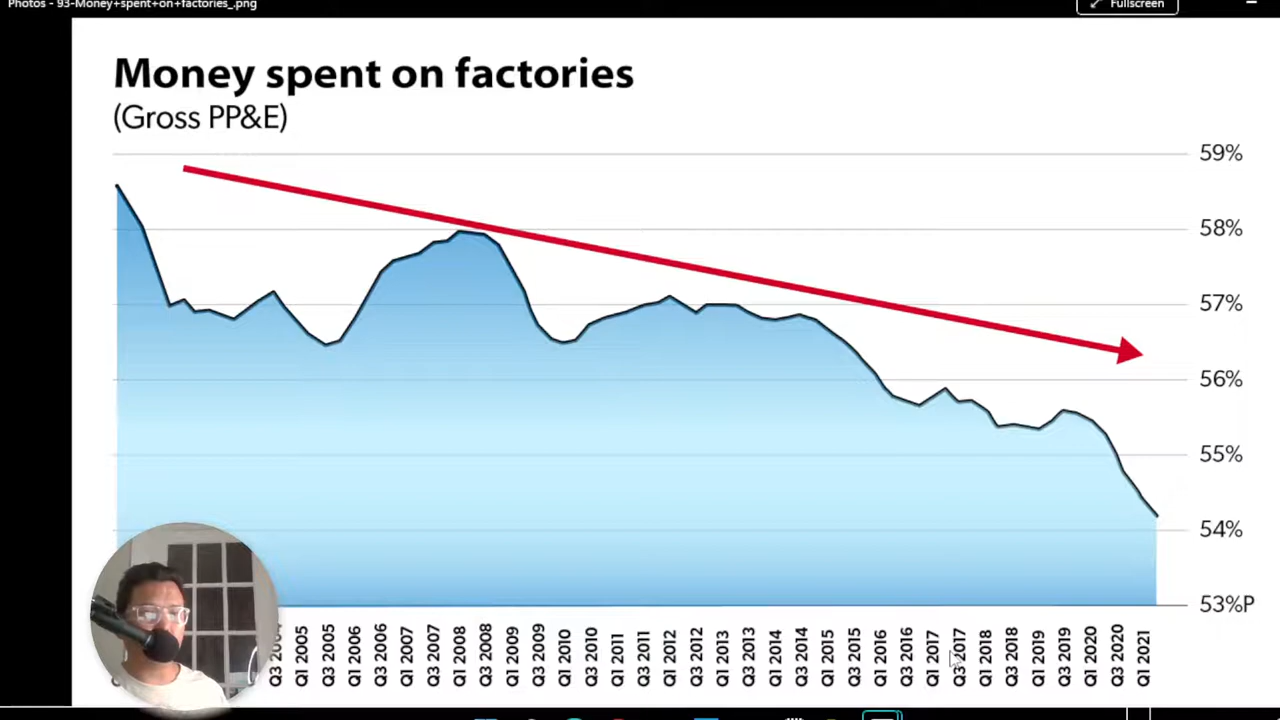 Photos - 93-Money+spent+on+factories_.png
Fullscreen
Money spent on factories
(Gross PP&E)
59%
58%
57%
56%
55%
54%
53%P
Q1 2005
Q3 2005
Q1 2006
Q3 2006
Q1 2007
Q3 2007
Q1 2008
Q3 2008
Q1 2009
Q3 2009
Q1 2010
Q3 2010
Q1 2011
Q3 2011
Q1 2012
Q3 2012
Q1 2013
Q3 2013
Q1 2014
Q3 2014
Q1 2015
Q3 2015
Q1 2016
Q3 2016
Q1 2017
Q3 2017
Q1 2018
Q3 2018
Q1 2019
Q3 2019
Q1 2020
Q3 2020
Q1 2021